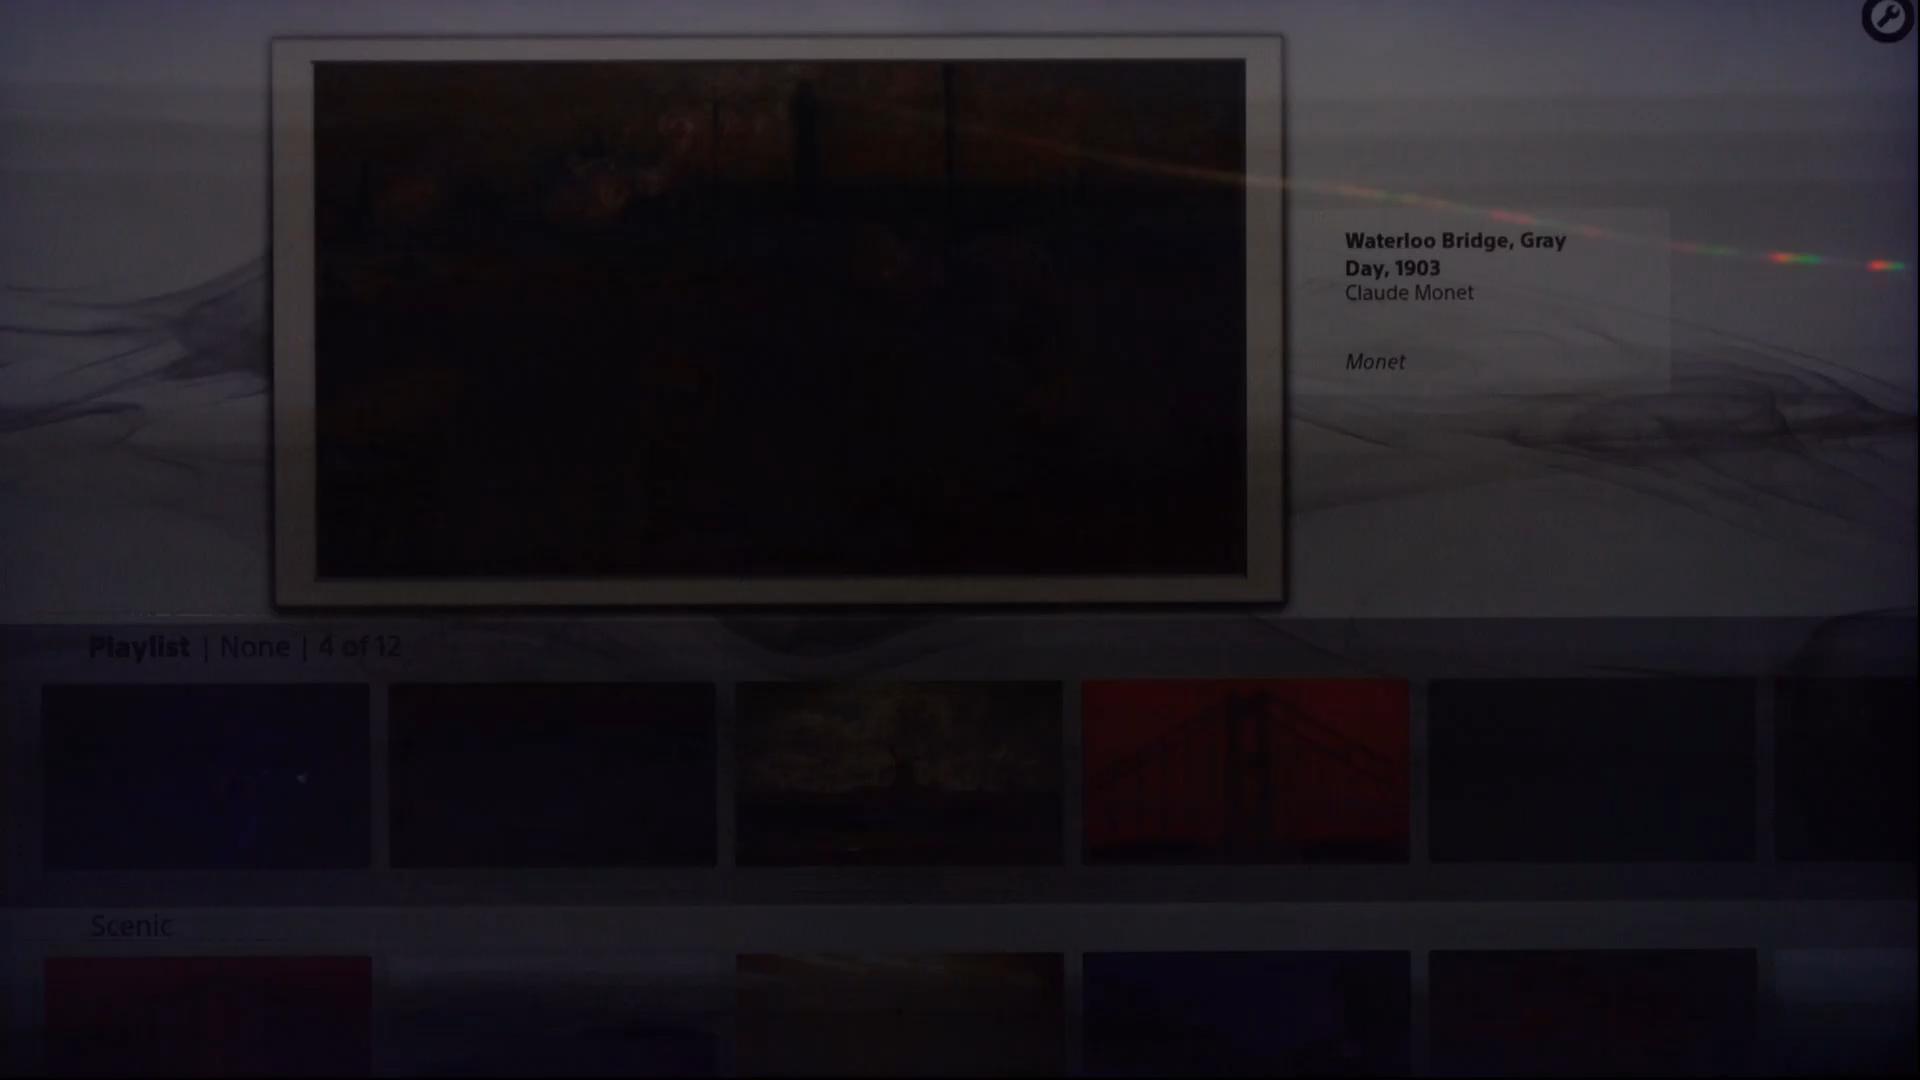 Waterloo Bridge, Gray
Day, 1903
Claude Monet
Monet
Playlist | None | 4 of 12
Scenic